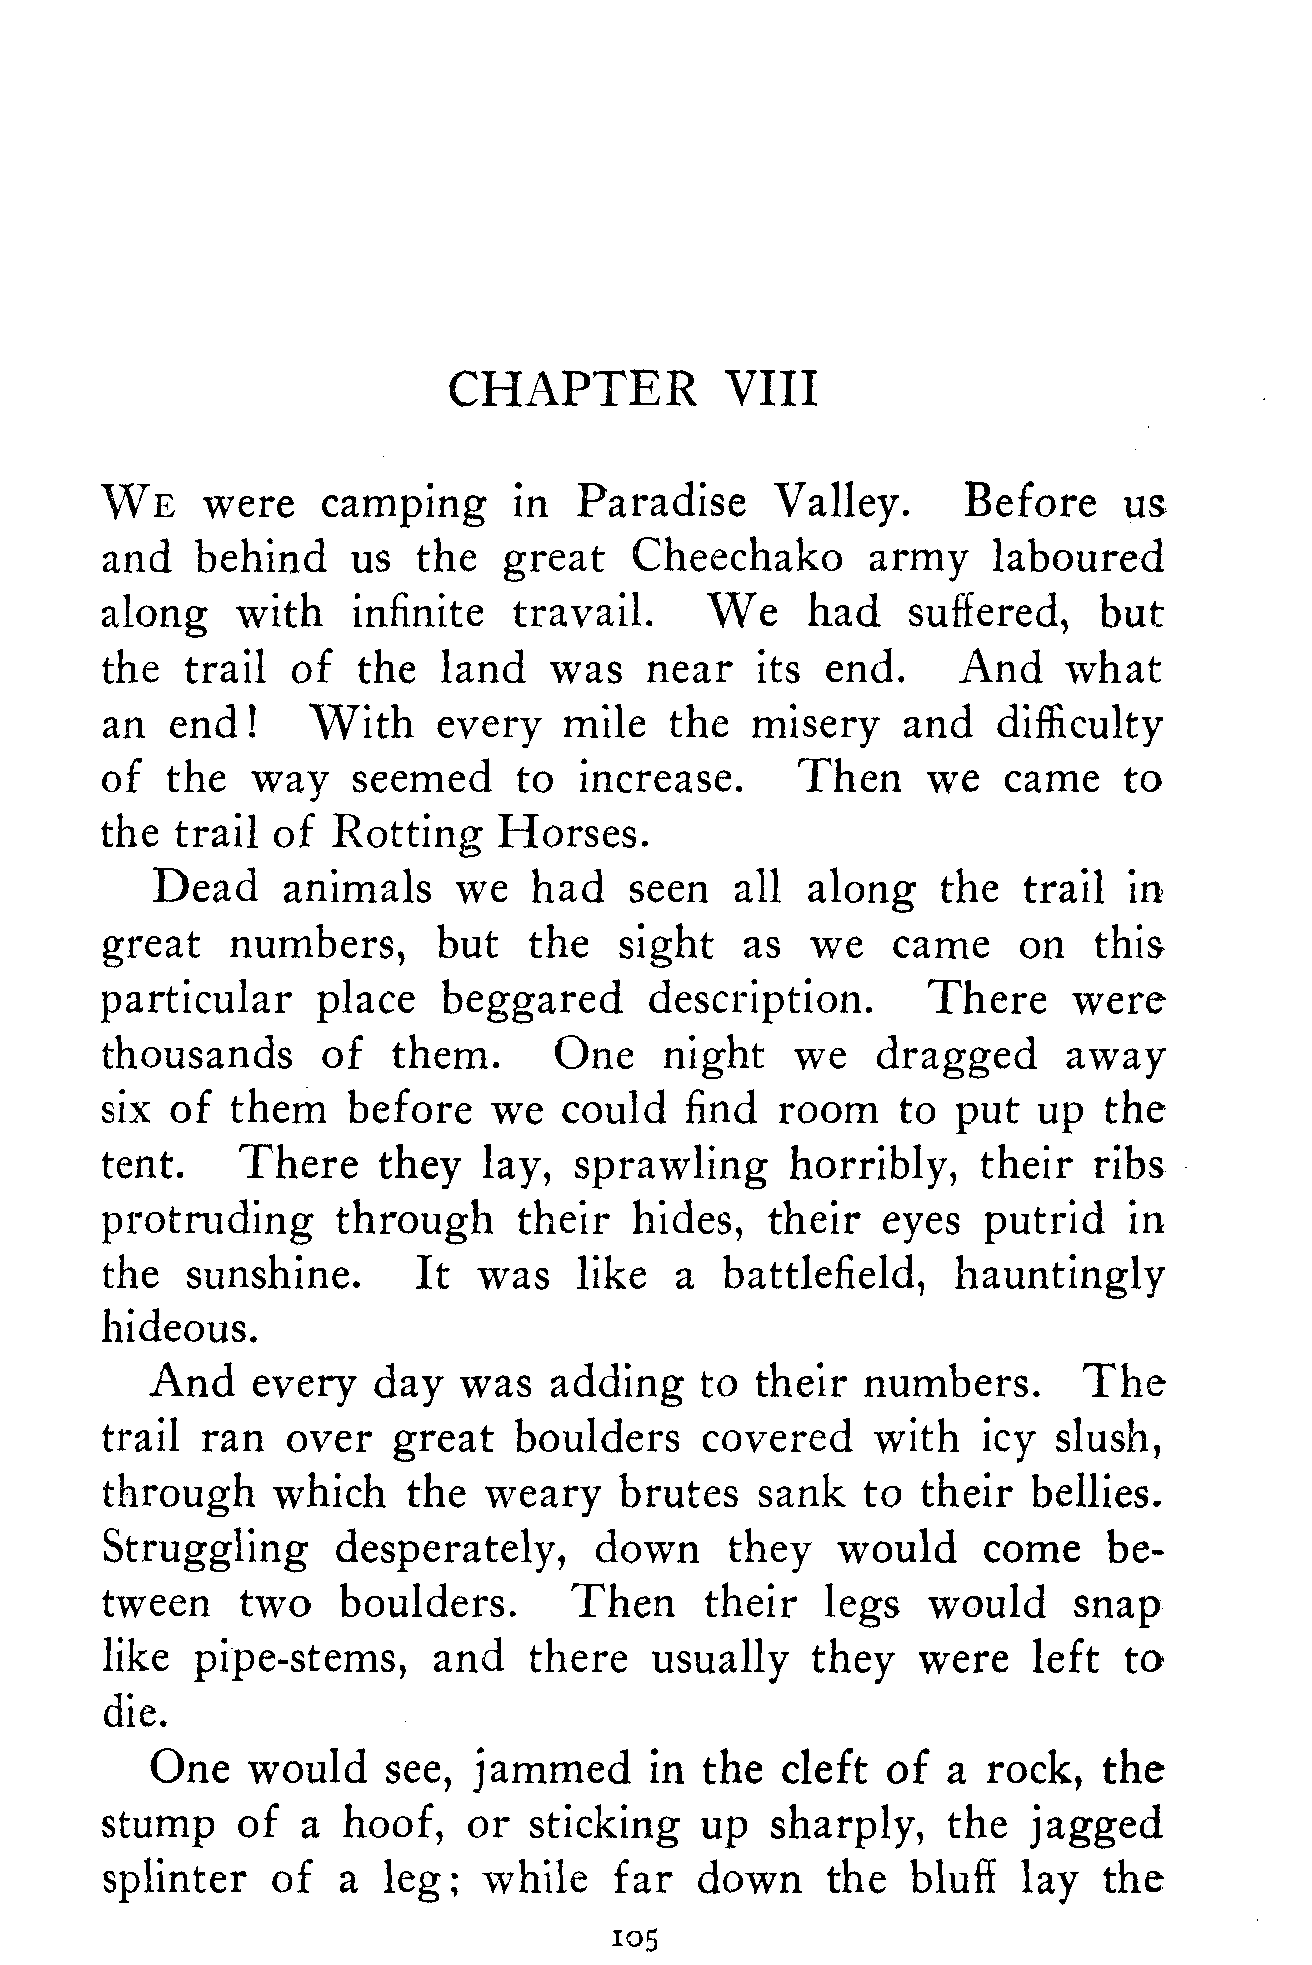 CHAPTER VIII
WE were camping in Paradise Valley. Before us
and behind us the great Cheechako army laboured
along with infinite travail. We had suffered, but
the trail of the land was near its end. And what
an end! With every mile the misery and difficulty
of the way seemed to increase. Then we came to
the trail of Rotting Horses.
Dead animals we had seen all along the trail in
great numbers, but the sight as we came on this
particular place beggared description. There were
thousands of them. One night we dragged away
six of them before we could find room to put up the
tent. There they lay, sprawling horribly, their ribs
protruding through their hides, their eyes putrid in
the sunshine. It was like a battlefield, hauntingly
hideous.
And every day was adding to their numbers. The
trail ran over great boulders covered with icy slush,
through which the weary brutes sank to their bellies.
Struggling desperately, down they would come be-
tween two boulders. Then their legs would snap
like pipe-stems, and there usually they were left to
die.
One would see, jammed in the cleft of a rock, the
stump of a hoof, or sticking up sharply, the jagged
splinter of a leg; while far down the bluff lay the
105